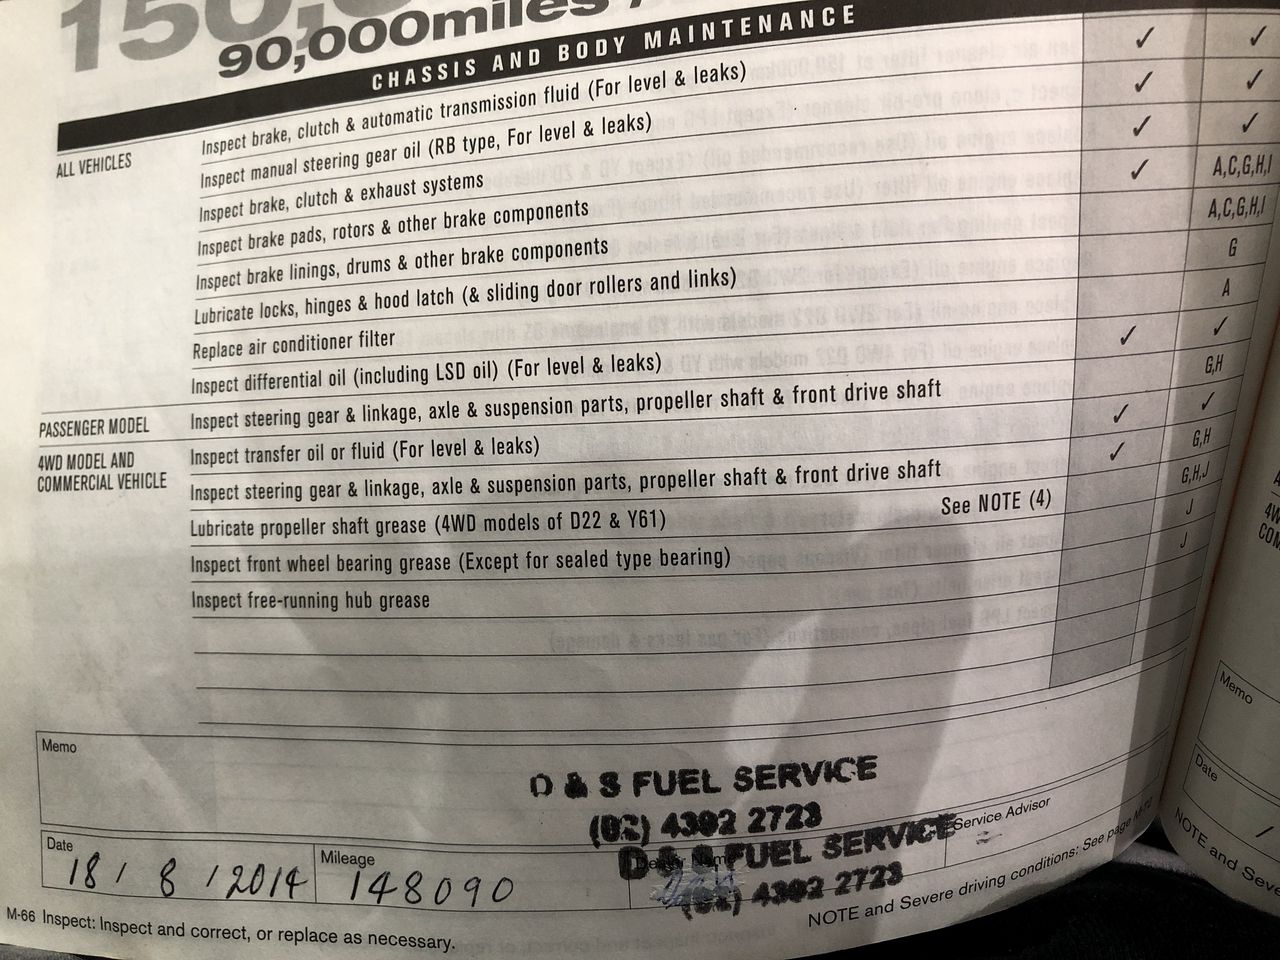 150,0
90,000miles /
CHASSIS AND BODY MAINTENANCE
ALL VEHICLES
Inspect brake, clutch & automatic transmission fluid (For level & leaks) ✓ ✓
Inspect manual steering gear oil (RB type, For level & leaks) ✓ ✓
Inspect brake, clutch & exhaust systems ✓ ✓
Inspect brake pads, rotors & other brake components ✓ A,C,G,H,I
Inspect brake linings, drums & other brake components A,C,G,H,I
Lubricate locks, hinges & hood latch (& sliding door rollers and links) G
Replace air conditioner filter A
Inspect differential oil (including LSD oil) (For level & leaks) ✓ ✓
PASSENGER MODEL
Inspect steering gear & linkage, axle & suspension parts, propeller shaft & front drive shaft G,H
4WD MODEL AND
COMMERCIAL VEHICLE
Inspect transfer oil or fluid (For level & leaks) ✓ ✓
Inspect steering gear & linkage, axle & suspension parts, propeller shaft & front drive shaft ✓ G,H
Lubricate propeller shaft grease (4WD models of D22 & Y61) See NOTE (4) G,H,J
Inspect front wheel bearing grease (Except for sealed type bearing) J
Inspect free-running hub grease J
Memo
D & S FUEL SERVICE
(02) 4392 2723
D & S FUEL SERVICE
(02) 4392 2723
Service Advisor
Date
18 / 8 / 2014
Mileage
148090
M-66 Inspect: Inspect and correct, or replace as necessary.
NOTE and Severe driving conditions: See page
4W
COM
Memo
Date
/
NOTE and Seve